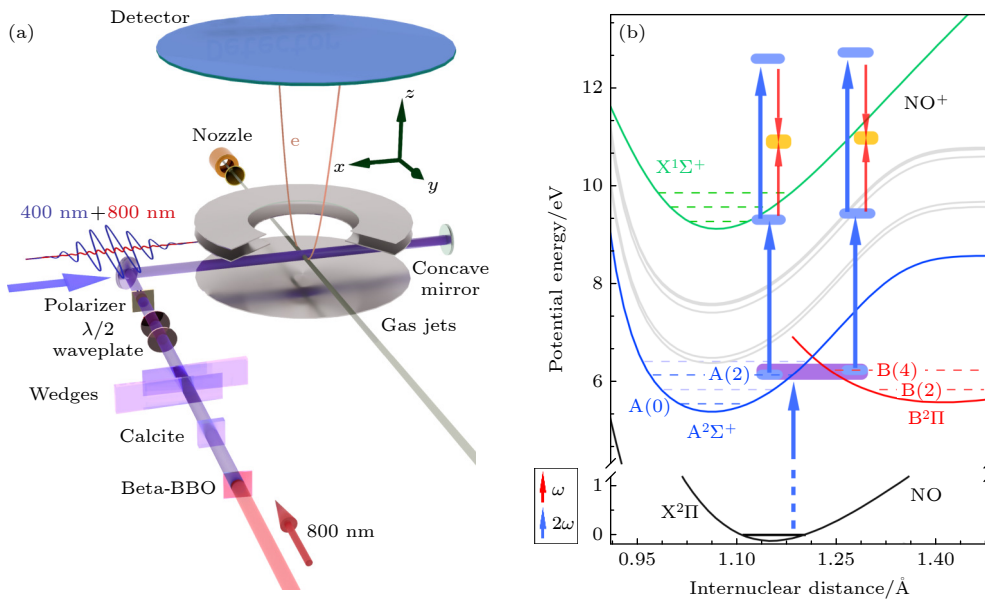 (a)
Detector
Nozzle
e
z
x
y
400 nm+800 nm
Concave
mirror
Polarizer
λ/2
waveplate
Gas jets
Wedges
Calcite
Beta-BBO
800 nm
(b)
Potential energy/eV
12
10
8
6
1
0
NO⁺
X¹Σ⁺
A(2)
A(0)
A²Σ⁺
B(4)
B(2)
B²Π
X²Π
NO
ω
2ω
0.95
1.10
1.25
1.40
Internuclear distance/Å